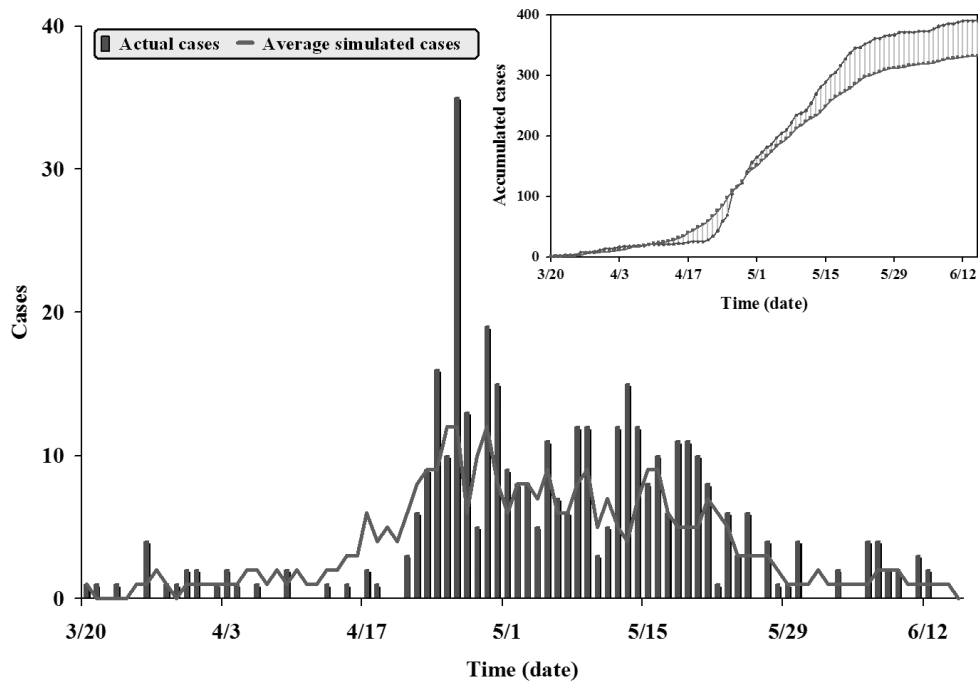 Actual cases Average simulated cases
40
30
20
10
0
Cases
3/20 4/3 4/17 5/1 5/15 5/29 6/12
Time (date)
400
300
200
100
0
Accumulated cases
3/20 4/3 4/17 5/1 5/15 5/29 6/12
Time (date)